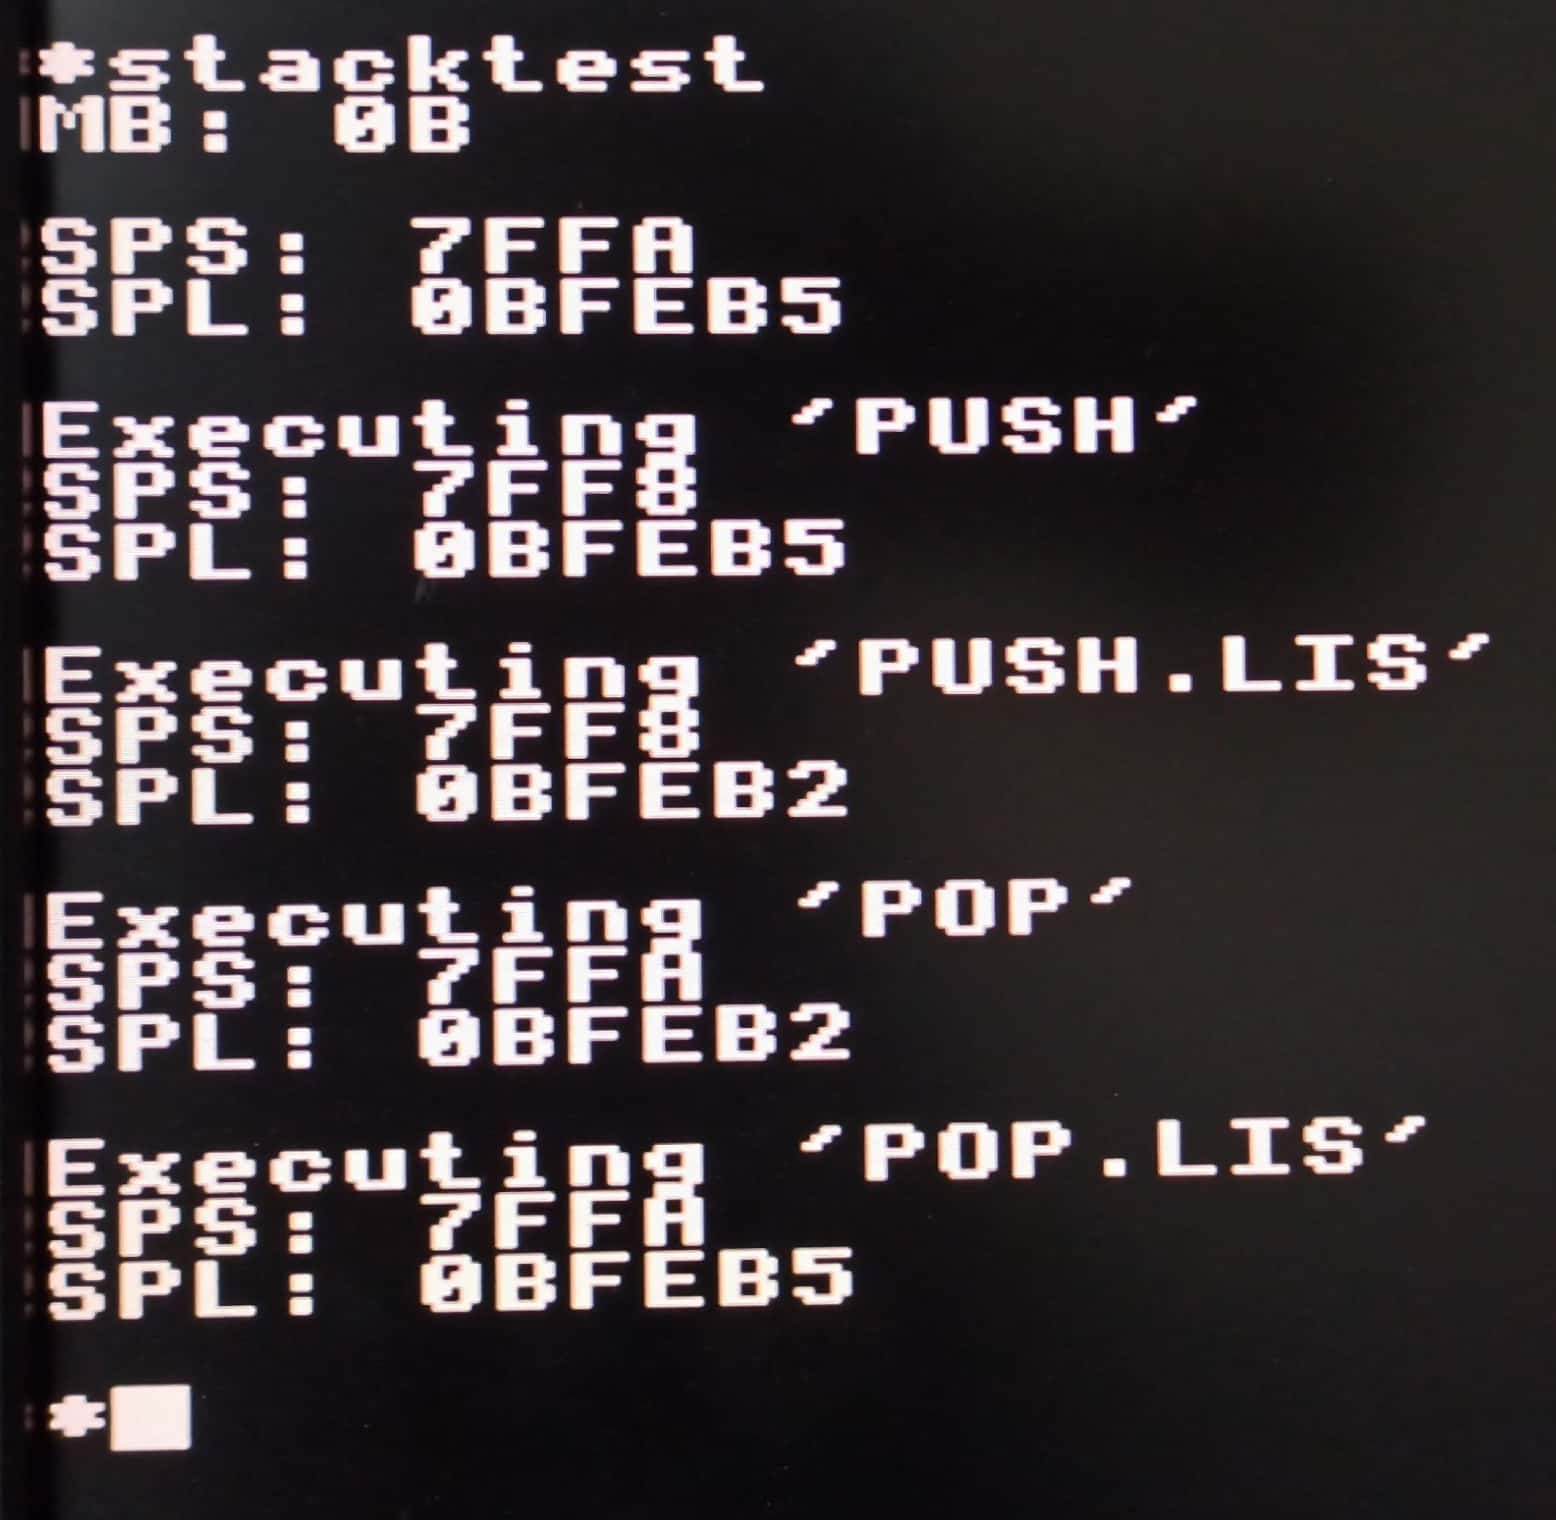 *stacktest
MB: 0B
SPS: 7FFA
SPL: 0BFEB5
Executing 'PUSH'
SPS: 7FF8
SPL: 0BFEB5
Executing 'PUSH.LIS'
SPS: 7FF8
SPL: 0BFEB2
Executing 'POP'
SPS: 7FFA
SPL: 0BFEB2
Executing 'POP.LIS'
SPS: 7FFA
SPL: 0BFEB5
*